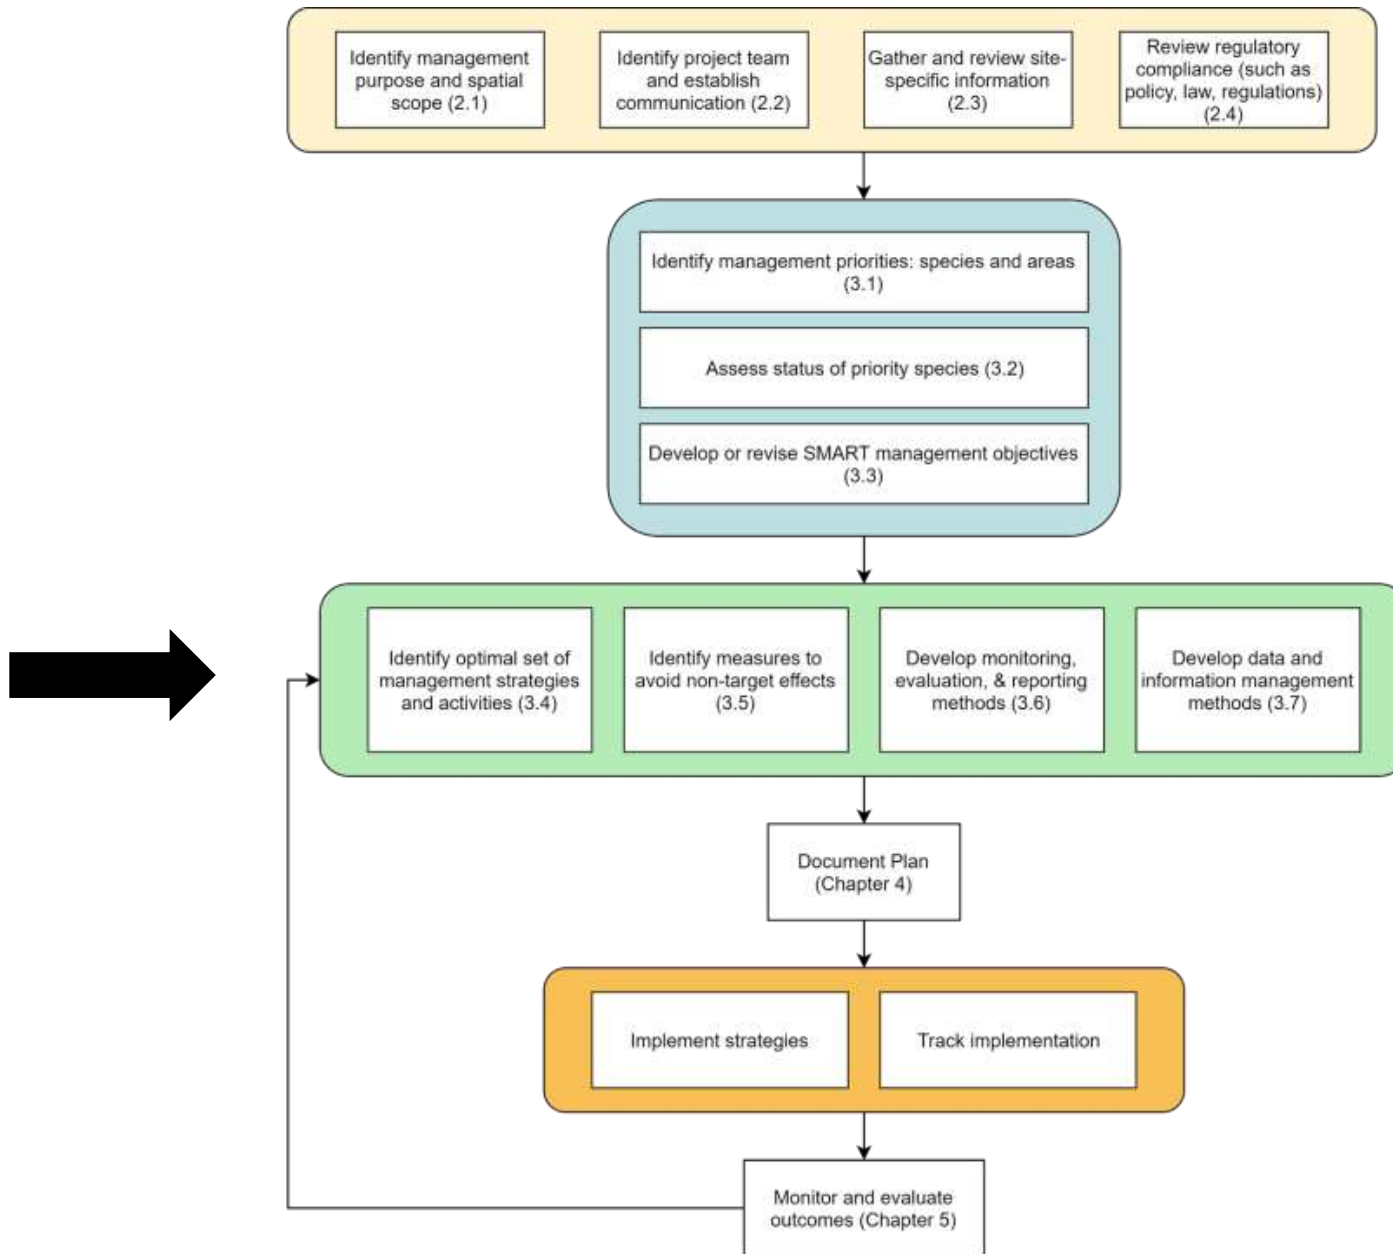 Identify management
purpose and spatial
scope (2.1)
Identify project team
and establish
communication (2.2)
Gather and review site-
specific information
(2.3)
Review regulatory
compliance (such as
policy, law, regulations)
(2.4)
Identify management priorities: species and areas
(3.1)
Assess status of priority species (3.2)
Develop or revise SMART management objectives
(3.3)
Identify optimal set of
management strategies
and activities (3.4)
Identify measures to
avoid non-target effects
(3.5)
Develop monitoring,
evaluation, & reporting
methods (3.6)
Develop data and
information management
methods (3.7)
Document Plan
(Chapter 4)
Implement strategies
Track implementation
Monitor and evaluate
outcomes (Chapter 5)